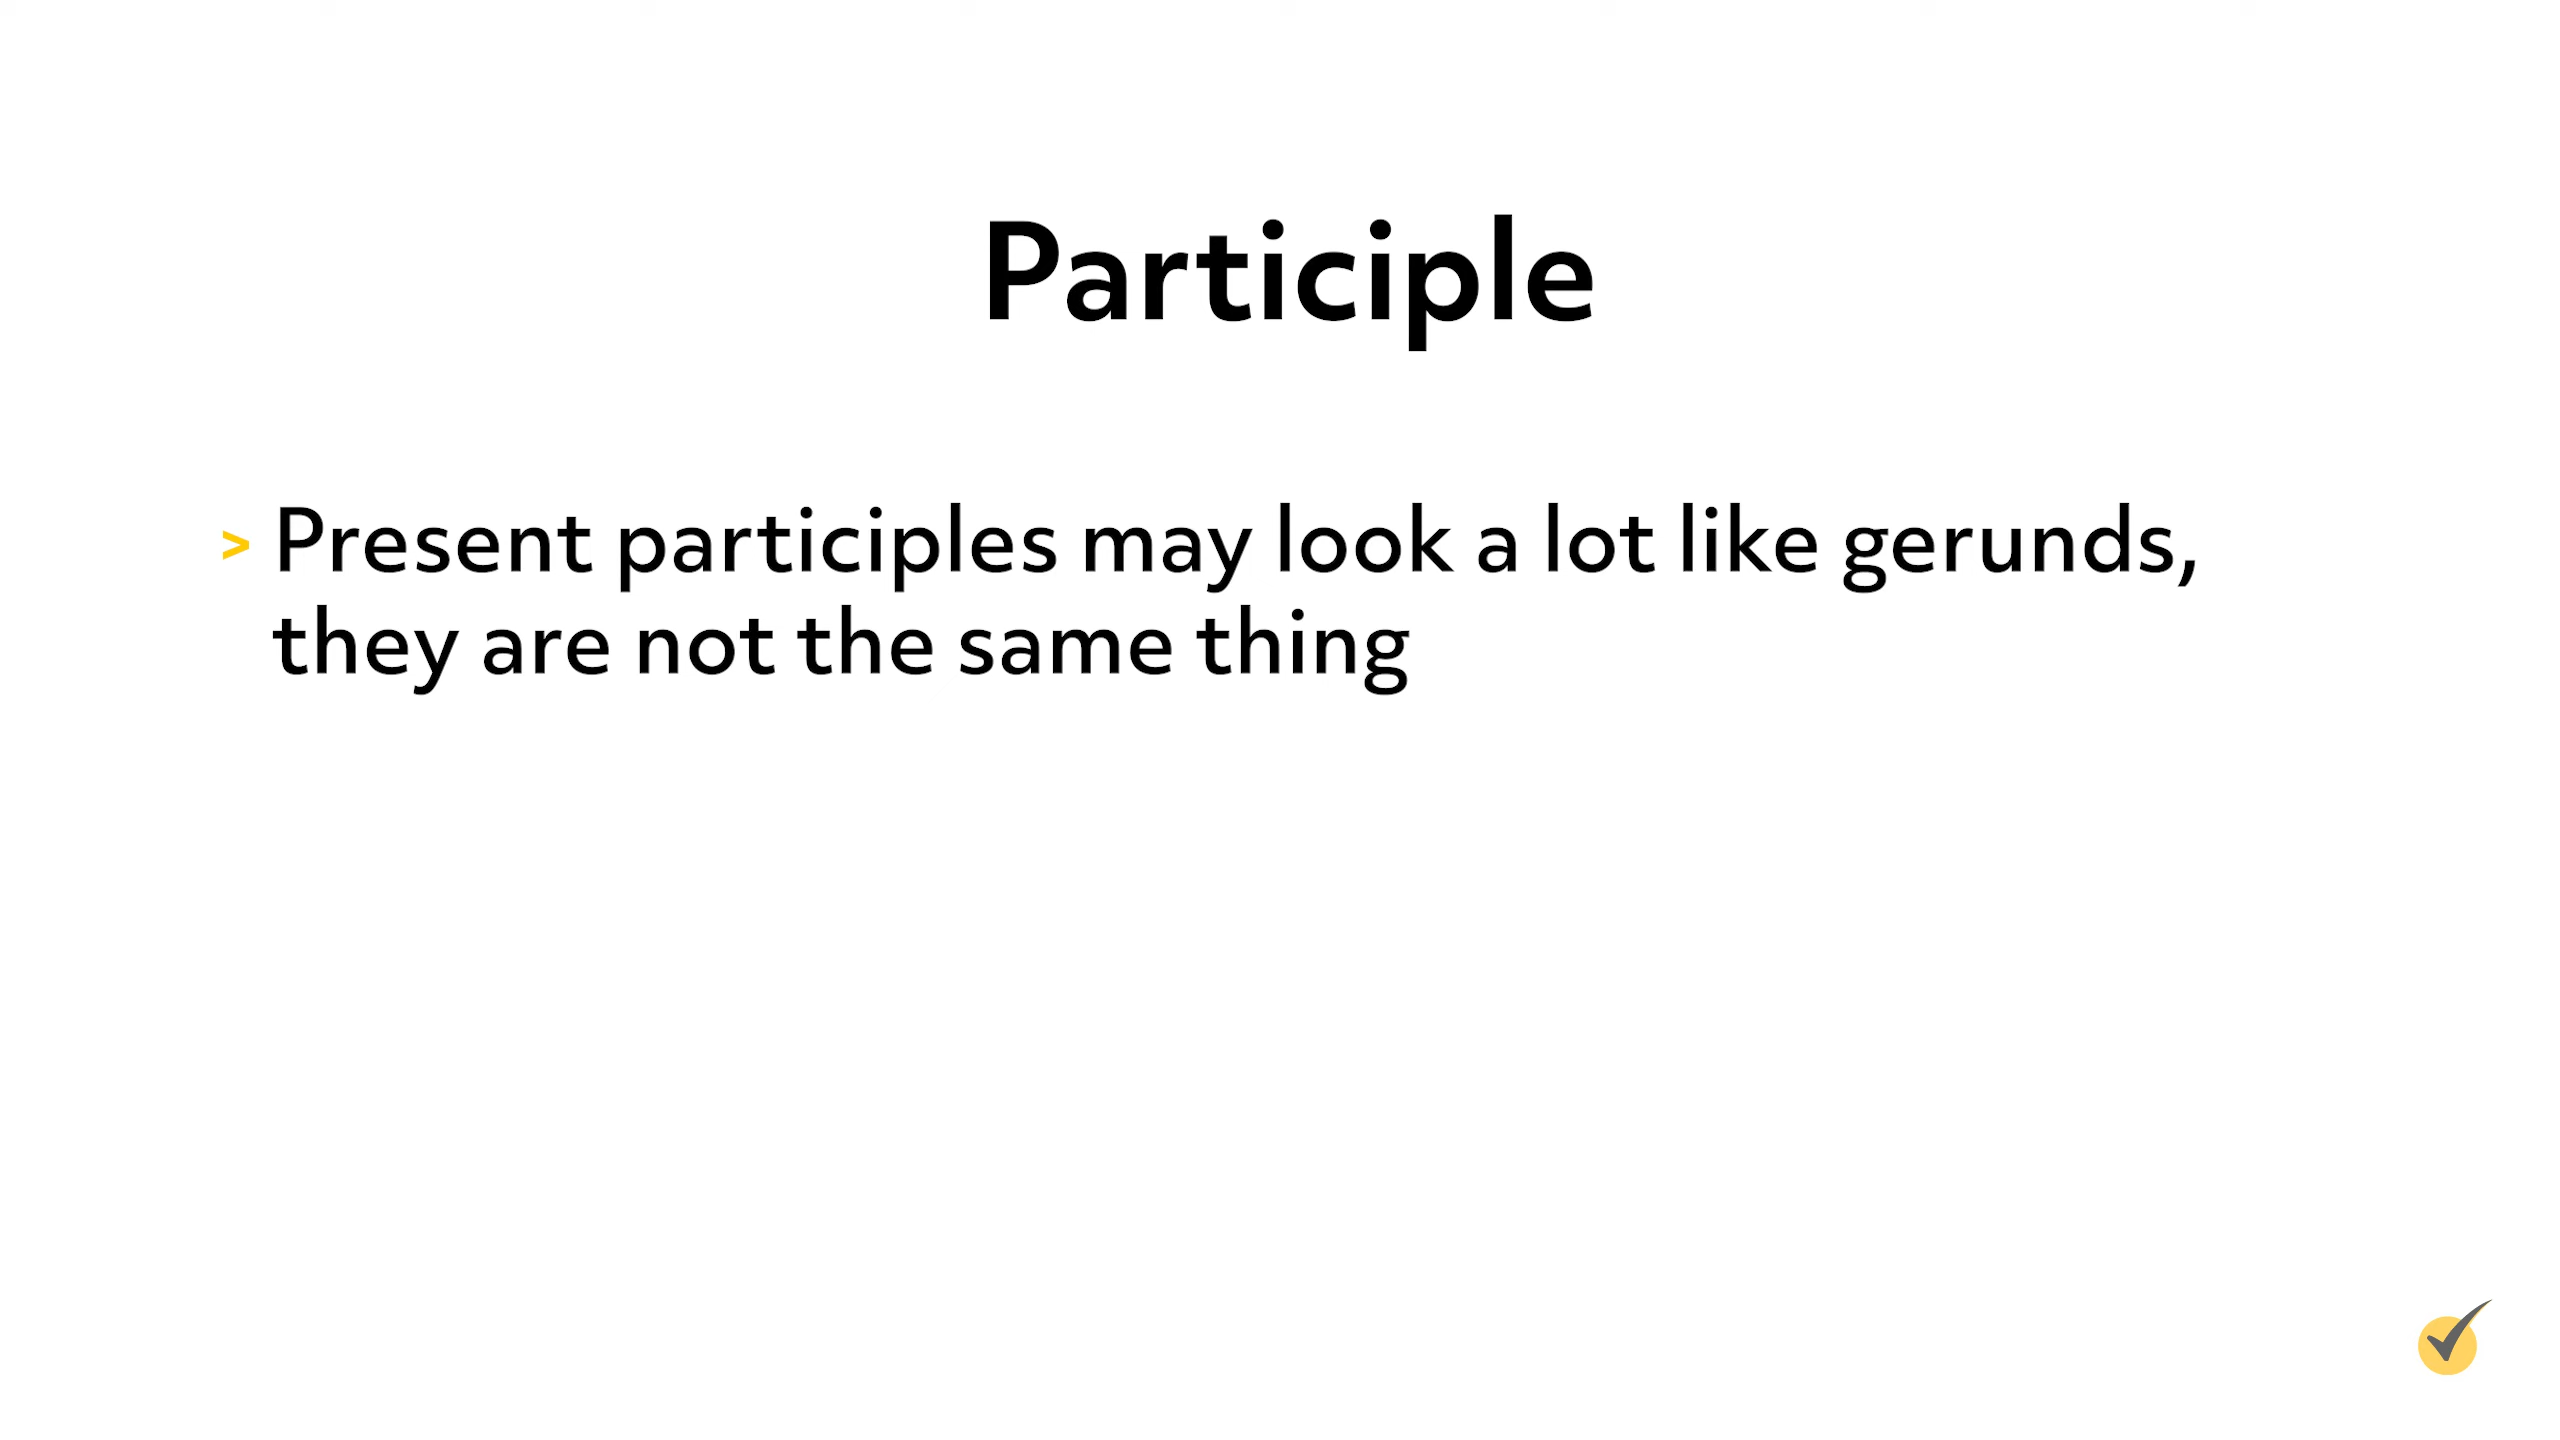 Participle
> Present participles may look a lot like gerunds,
they are not the same thing